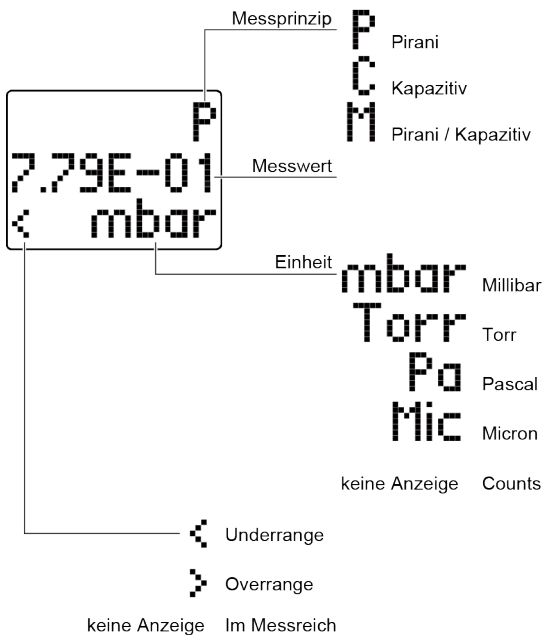 Messprinzip
P Pirani
C Kapazitiv
M Pirani / Kapazitiv
P
7.79E-01
< mbar
Messwert
Einheit
mbar Millibar
Torr Torr
Pa Pascal
Mic Micron
keine Anzeige Counts
< Underrange
> Overrange
keine Anzeige Im Messreich